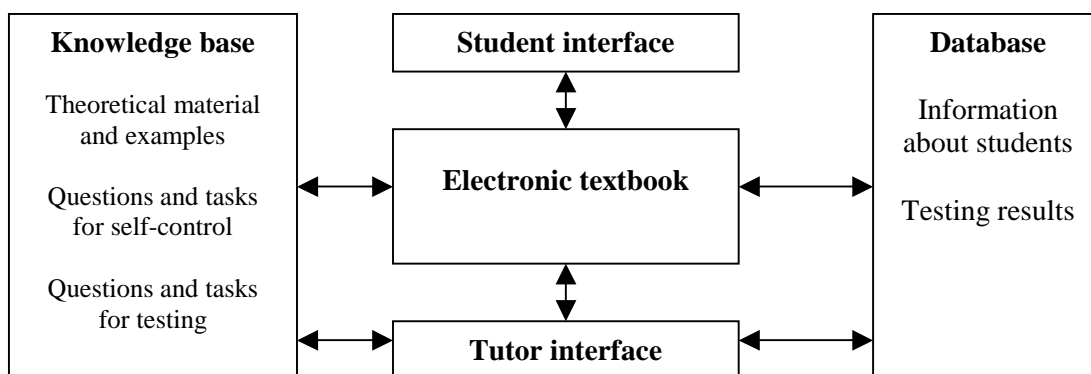 Knowledge base
Theoretical material
and examples
Questions and tasks
for self-control
Questions and tasks
for testing
Student interface
Electronic textbook
Tutor interface
Database
Information
about students
Testing results